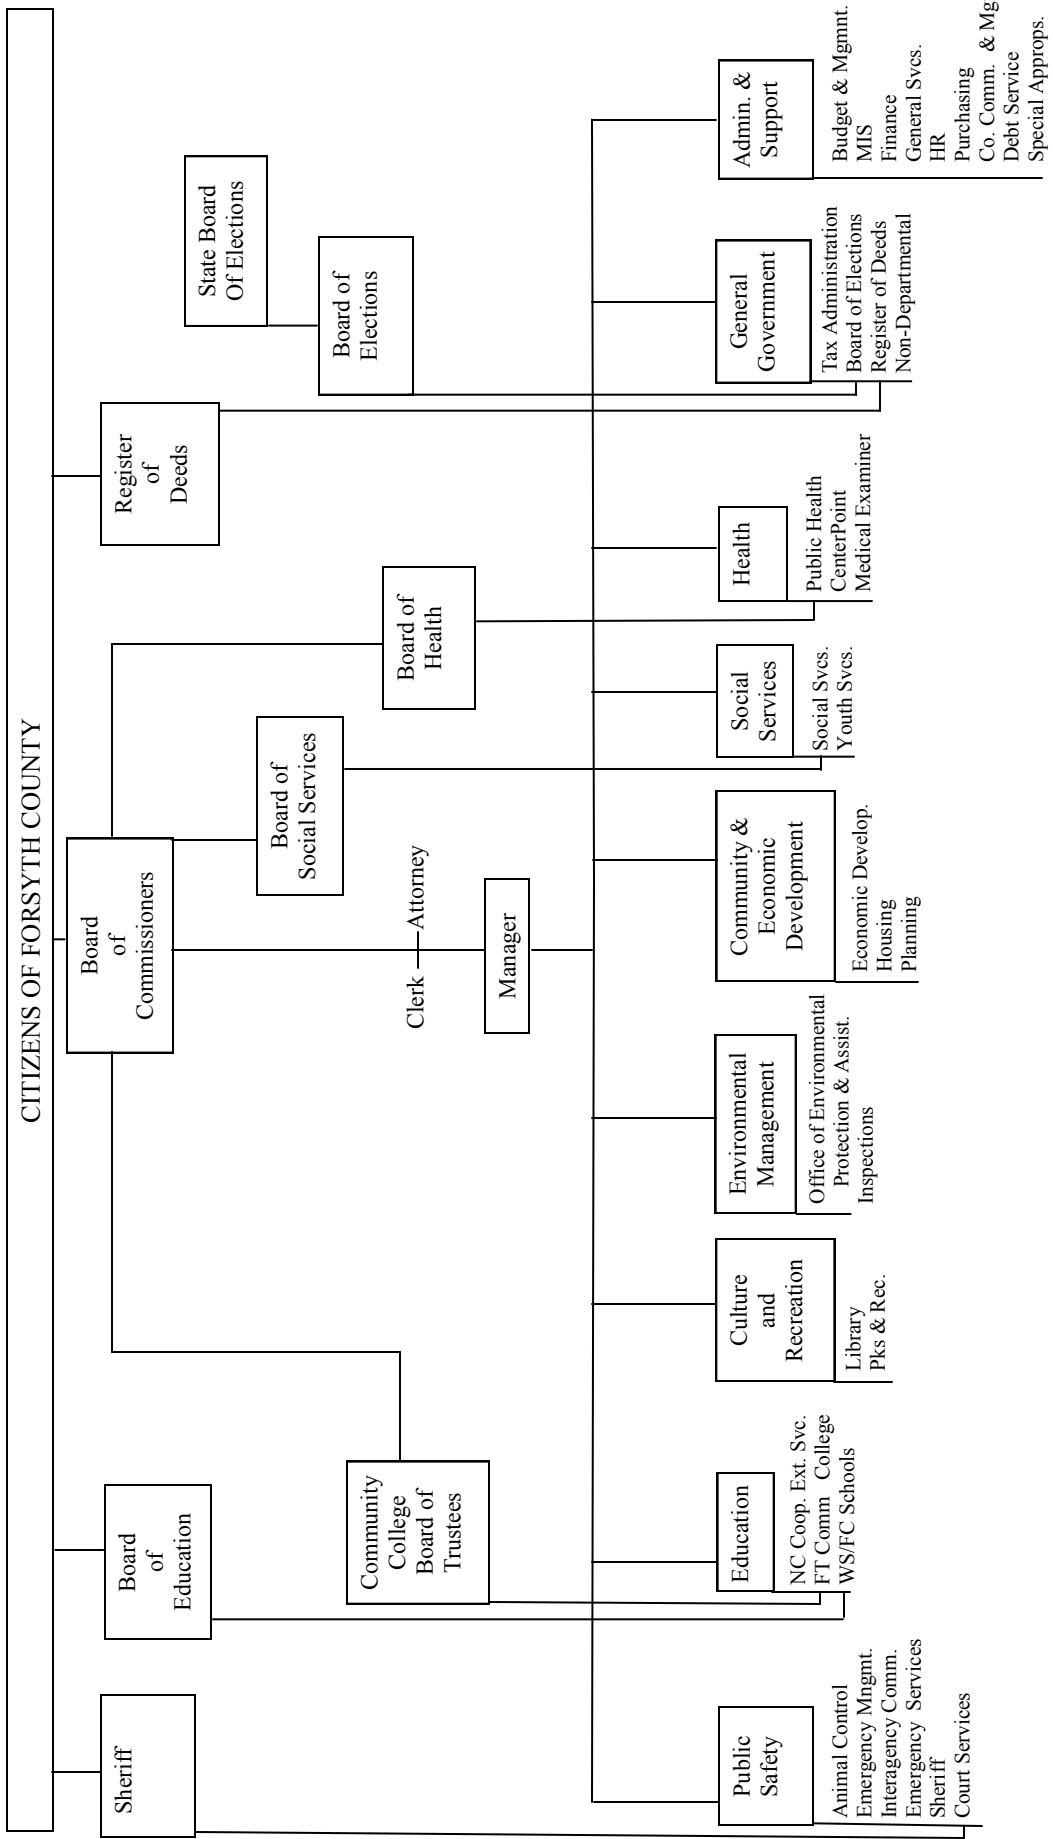 CITIZENS OF FORSYTH COUNTY
Sheriff
Board
of
Education
Board
of
Commissioners
Register
of
Deeds
State Board
Of Elections
Board of
Social Services
Board of
Elections
Community
College
Board of
Trustees
Board of
Health
Clerk
Attorney
Manager
Public
Safety
Animal Control
Emergency Mngmt.
Interagency Comm.
Emergency Services
Sheriff
Court Services
Education
NC Coop. Ext. Svc.
FT Comm College
WS/FC Schools
Culture
and
Recreation
Library
Pks & Rec.
Environmental
Management
Office of Environmental
Protection & Assist.
Inspections
Community &
Economic
Development
Economic Develop.
Housing
Planning
Social
Services
Social Svcs.
Youth Svcs.
Health
Public Health
CenterPoint
Medical Examiner
General
Government
Tax Administration
Board of Elections
Register of Deeds
Non-Departmental
Admin. &
Support
Budget & Mgmnt.
MIS
Finance
General Svcs.
HR
Purchasing
Co. Comm. & Mg
Debt Service
Special Approps.